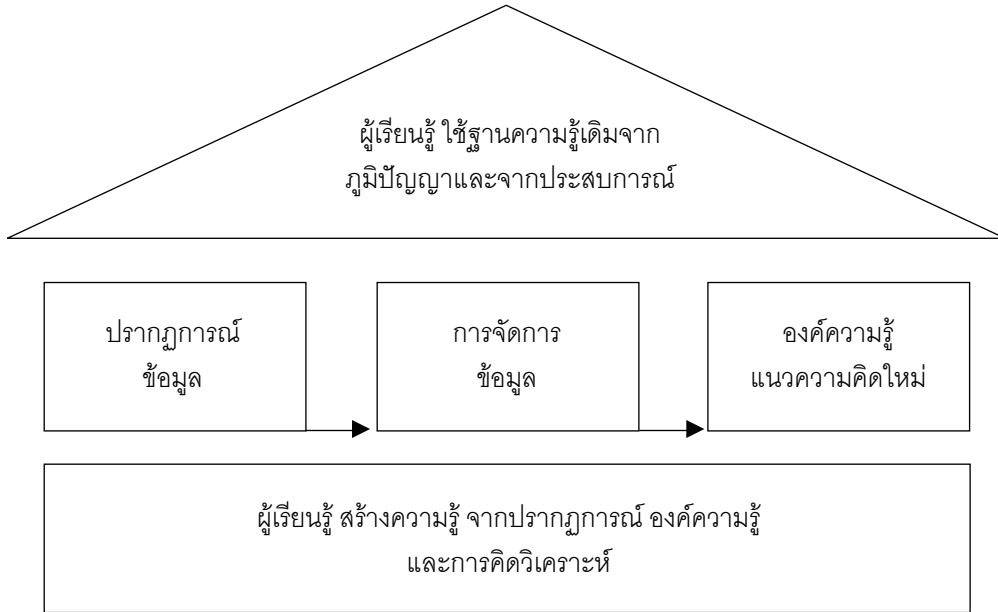 ผู้เรียนรู้ ใช้ฐานความรู้เดิมจาก
ภูมิปัญญาและจากประสบการณ์
ปรากฏการณ์
ข้อมูล
การจัดการ
ข้อมูล
องค์ความรู้
แนวความคิดใหม่
ผู้เรียนรู้ สร้างความรู้ จากปรากฏการณ์ องค์ความรู้
และการคิดวิเคราะห์